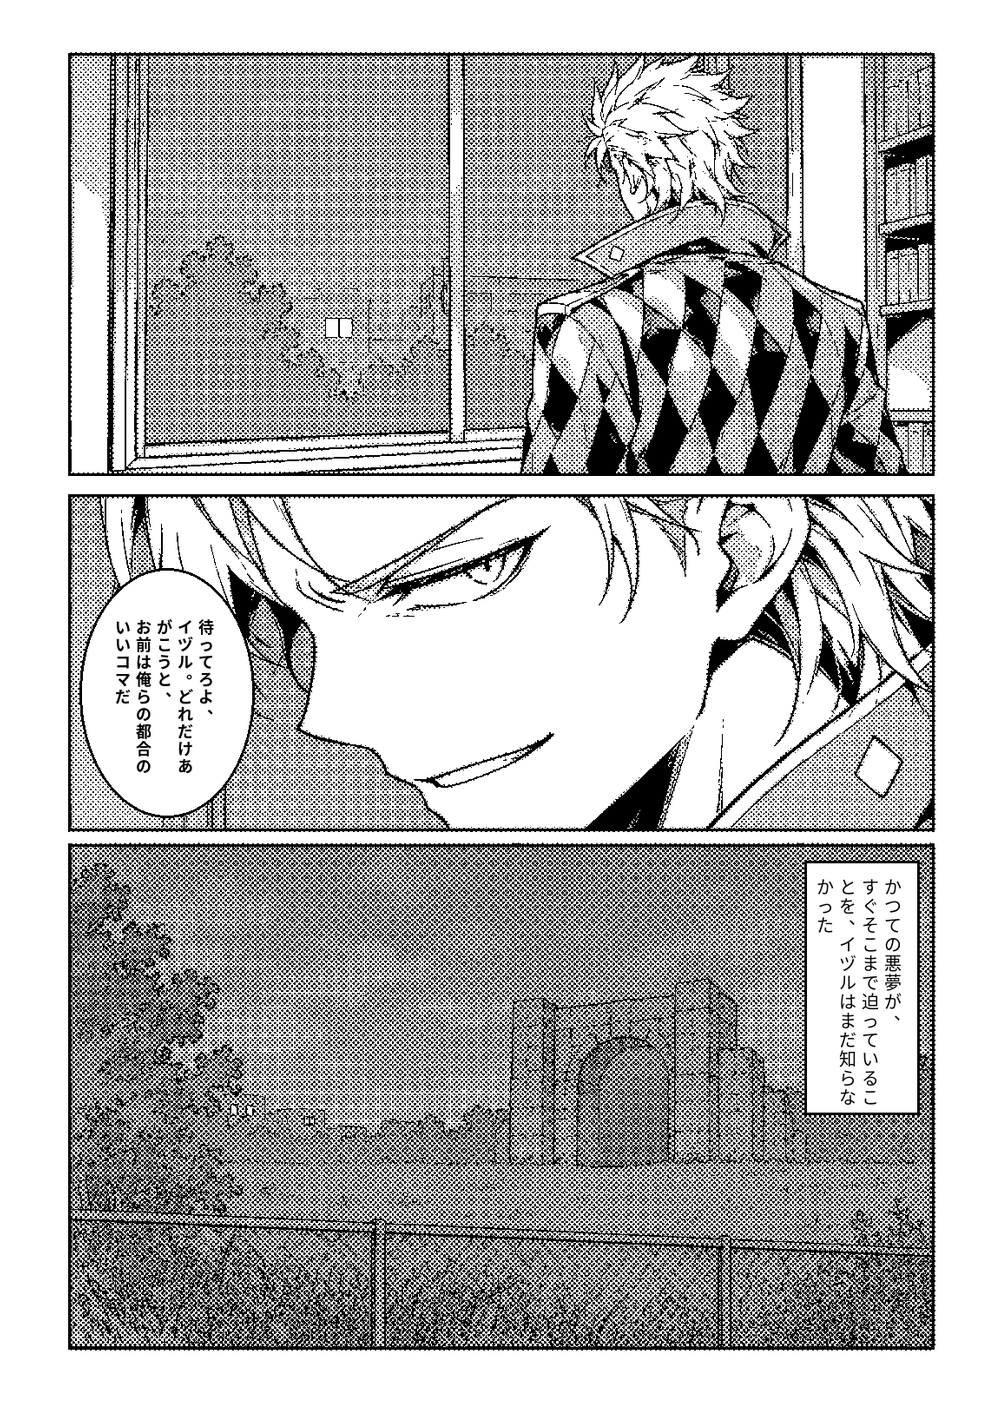 待ってろよ、
イヅル。どれだけあ
がこうと、
お前は俺らの都合の
いいコマだ
かつての悪夢が、
すぐそこまで迫っているこ
とを、イヅルはまだ知らな
かった